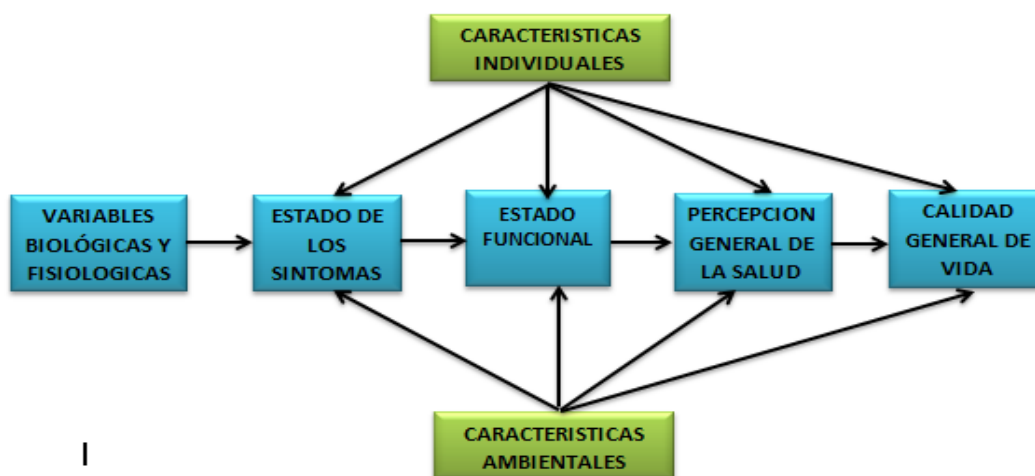 CARACTERISTICAS
INDIVIDUALES
VARIABLES
BIOLÓGICAS Y
FISIOLOGICAS
ESTADO DE
LOS
SINTOMAS
ESTADO
FUNCIONAL
PERCEPCION
GENERAL DE
LA SALUD
CALIDAD
GENERAL DE
VIDA
CARACTERISTICAS
AMBIENTALES